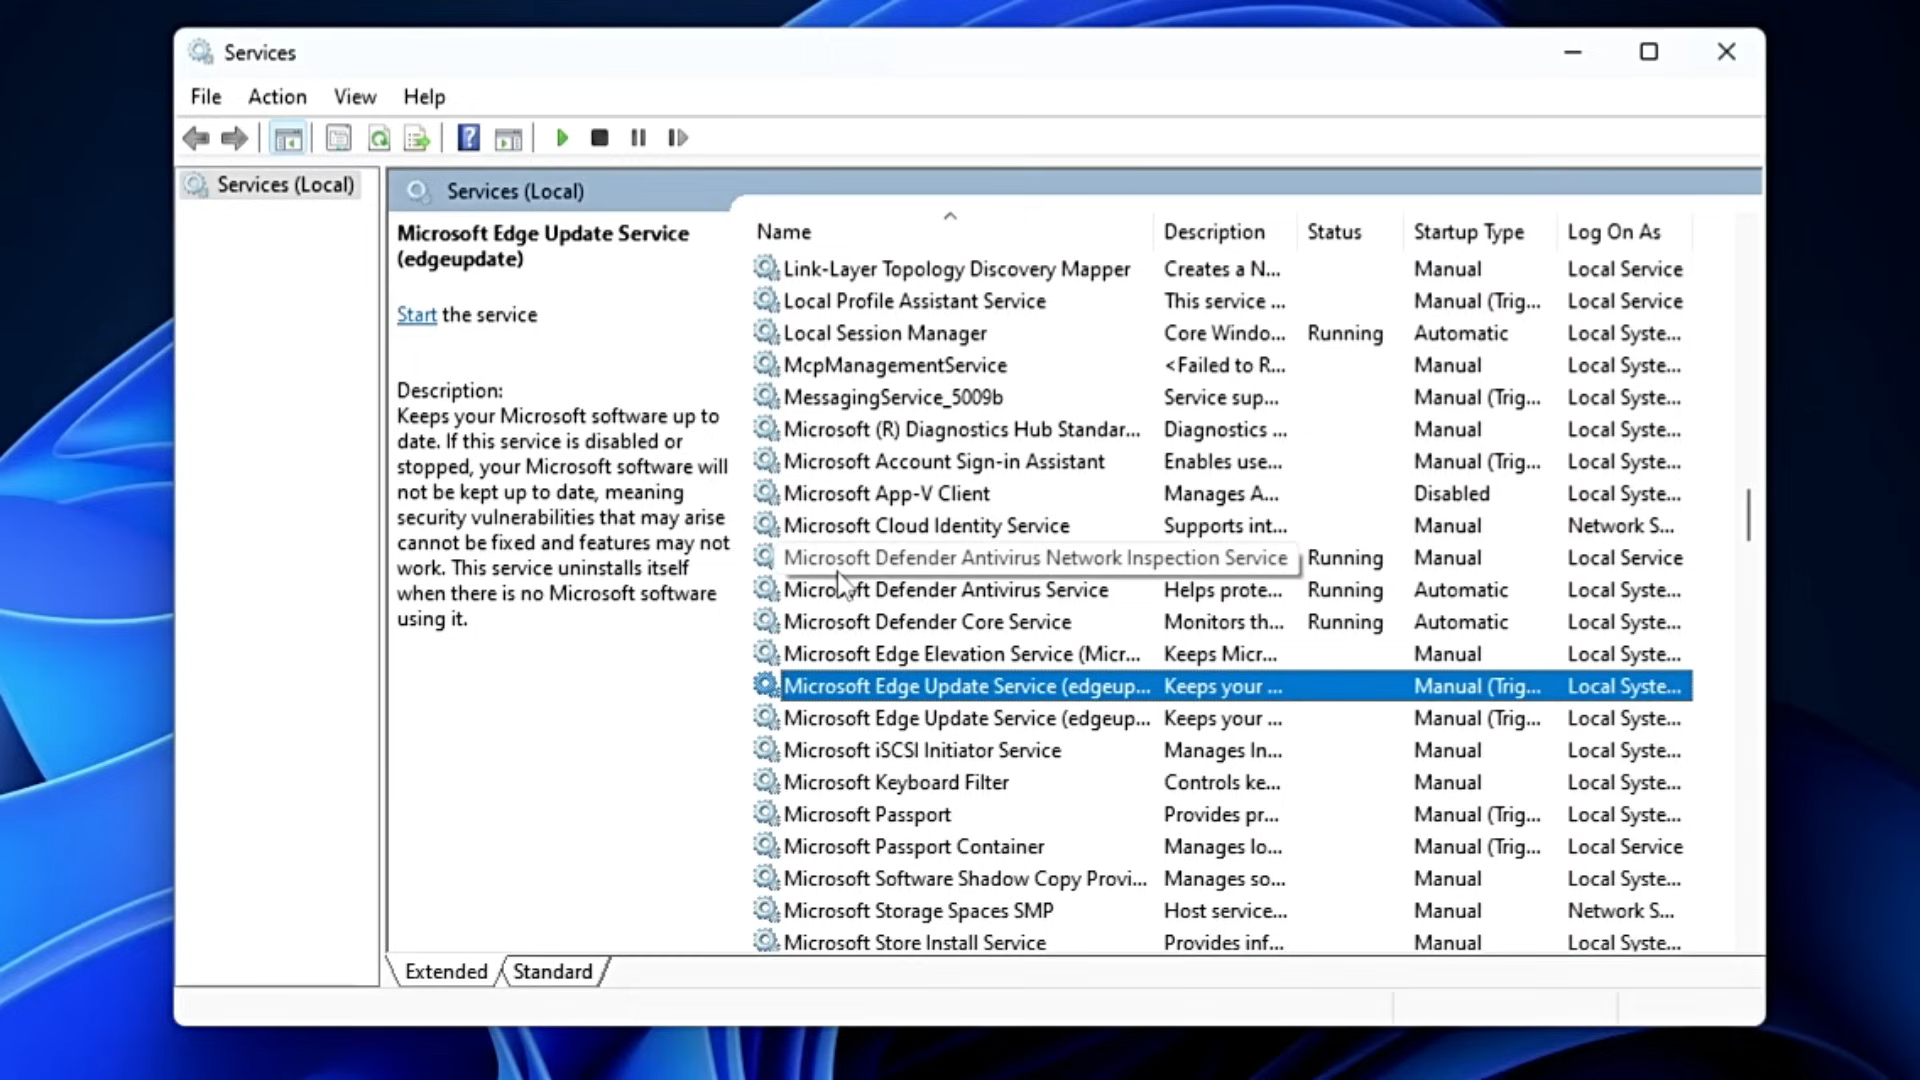 Services
File Action View Help
Services (Local)
Services (Local)
Microsoft Edge Update Service
(edgeupdate)
Start the service
Description:
Keeps your Microsoft software up to
date. If this service is disabled or
stopped, your Microsoft software will
not be kept up to date, meaning
security vulnerabilities that may arise
cannot be fixed and features may not
work. This service uninstalls itself
when there is no Microsoft software
using it.
Name Description Status Startup Type Log On As
Link-Layer Topology Discovery Mapper Creates a N... Manual Local Service
Local Profile Assistant Service This service ... Manual (Trig... Local Service
Local Session Manager Core Windo... Running Automatic Local Syste...
McpManagementService <Failed to R... Manual Local Syste...
MessagingService_5009b Service sup... Manual (Trig... Local Syste...
Microsoft (R) Diagnostics Hub Standar... Diagnostics ... Manual Local Syste...
Microsoft Account Sign-in Assistant Enables use... Manual (Trig... Local Syste...
Microsoft App-V Client Manages A... Disabled Local Syste...
Microsoft Cloud Identity Service Supports int... Manual Network S...
Microsoft Defender Antivirus Network Inspection Service Running Manual Local Service
Microsoft Defender Antivirus Service Helps prote... Running Automatic Local Syste...
Microsoft Defender Core Service Monitors th... Running Automatic Local Syste...
Microsoft Edge Elevation Service (Micr... Keeps Micr... Manual Local Syste...
Microsoft Edge Update Service (edgeup... Keeps your ... Manual (Trig... Local Syste...
Microsoft Edge Update Service (edgeup... Keeps your ... Manual (Trig... Local Syste...
Microsoft iSCSI Initiator Service Manages In... Manual Local Syste...
Microsoft Keyboard Filter Controls ke... Manual Local Syste...
Microsoft Passport Provides pr... Manual (Trig... Local Syste...
Microsoft Passport Container Manages lo... Manual (Trig... Local Service
Microsoft Software Shadow Copy Provi... Manages so... Manual Local Syste...
Microsoft Storage Spaces SMP Host service... Manual Network S...
Microsoft Store Install Service Provides inf... Manual Local Syste...
Extended Standard